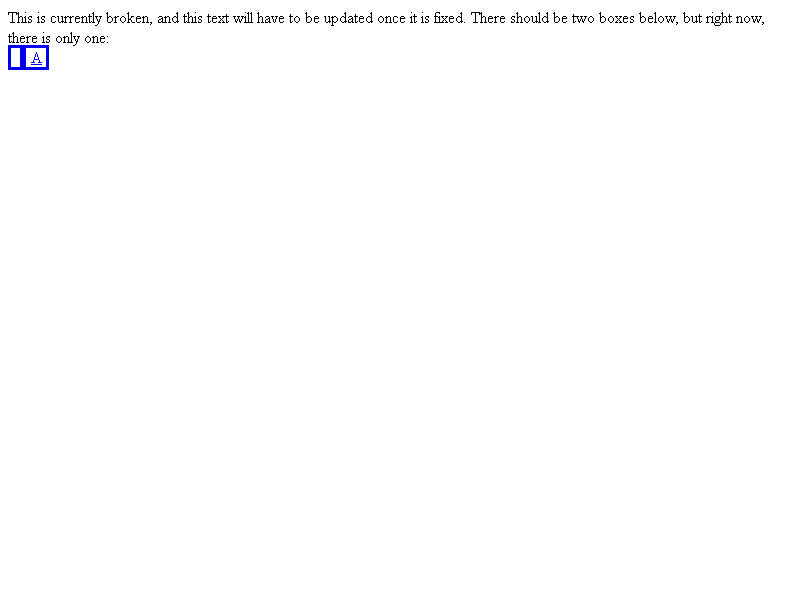 This is currently broken, and this text will have to be updated once it is fixed. There should be two boxes below, but right now,
there is only one:
A